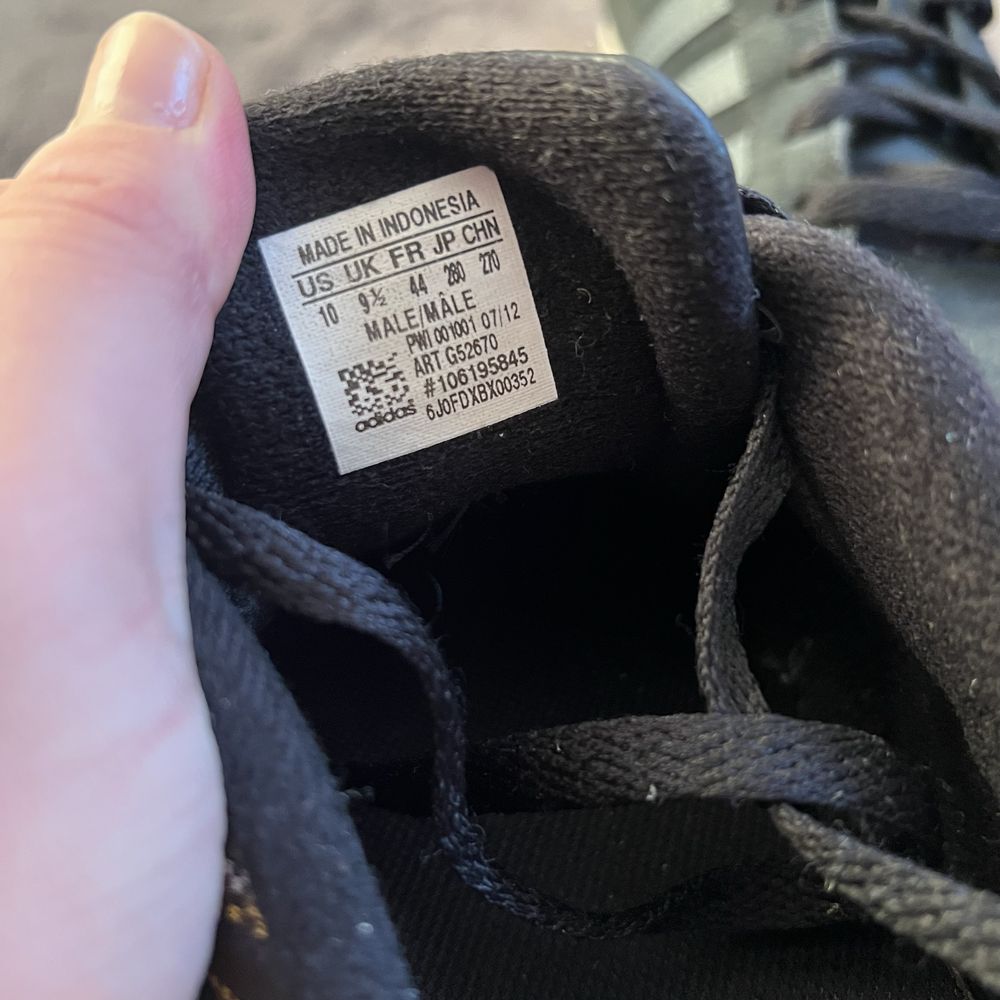 MADE IN INDONESIA
US UK FR JP CHN
10 9½ 44 280 270
MALE/MÂLE
PWI 001001 07/12
ART G52670
#106195845
adidas 6J0FDXBX00352